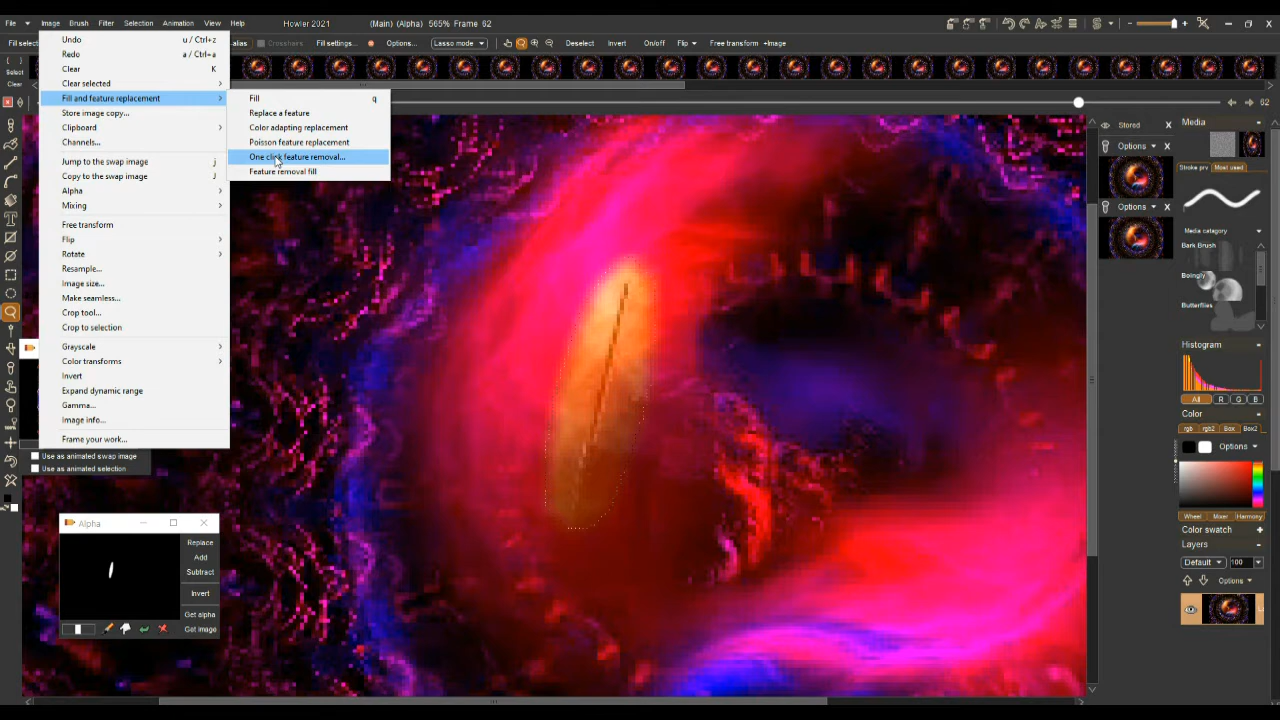 File Image Brush Filter Selection Animation View Help Howler 2021 (Main) (Alpha) 565% Frame 62
Fill select alias Crosshairs Fill settings... Options... Lasso mode Deselect Invert On/off Flip Free transform +Image
Select
Clear
62
Undo u / Ctrl+z
Redo a / Ctrl+a
Clear K
Clear selected
Fill and feature replacement
Store image copy...
Clipboard
Channels...
Jump to the swap image j
Copy to the swap image J
Alpha
Mixing
Free transform
Flip
Rotate
Resample...
Image size...
Make seamless...
Crop tool...
Crop to selection
Grayscale
Color transforms
Invert
Expand dynamic range
Gamma...
Image info...
Frame your work...
Use as animated swap image
Use as animated selection
Fill q
Replace a feature
Color adapting replacement
Poisson feature replacement
One click feature removal...
Feature removal fill
Alpha
Replace
Add
Subtract
Invert
Get alpha
Get image
Stored X
Options X
Options X
Media
Stroke prv Most used
Media category
Bark Brush
Boingly
Butterflies
Histogram
All R G B
Color
rgb rgb2 Box Box2
Options
Wheel Mixer Harmony
Color swatch
Layers
Default 100
Options